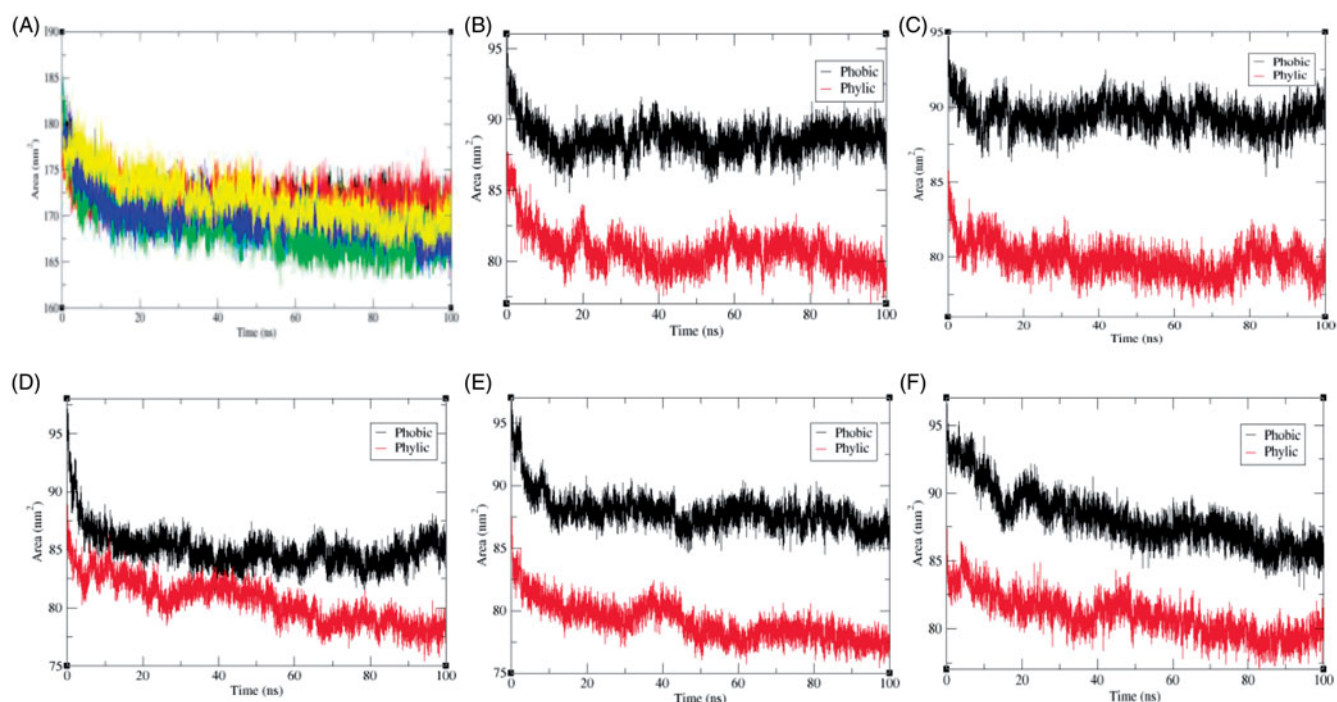 (A)
190
185
180
175
170
165
160
Area (nm²)
0 20 40 60 80 100
Time (ns)
(B)
95
90
85
80
Area (nm²)
Phobic
Phylic
0 20 40 60 80 100
Time (ns)
(C)
95
90
85
80
Area (nm²)
Phobic
Phylic
0 20 40 60 80 100
Time (ns)
(D)
95
90
85
80
75
Area (nm²)
Phobic
Phylic
0 20 40 60 80 100
Time (ns)
(E)
95
90
85
80
75
Area (nm²)
Phobic
Phylic
0 20 40 60 80 100
Time (ns)
(F)
95
90
85
80
Area (nm²)
Phobic
Phylic
0 20 40 60 80 100
Time (ns)